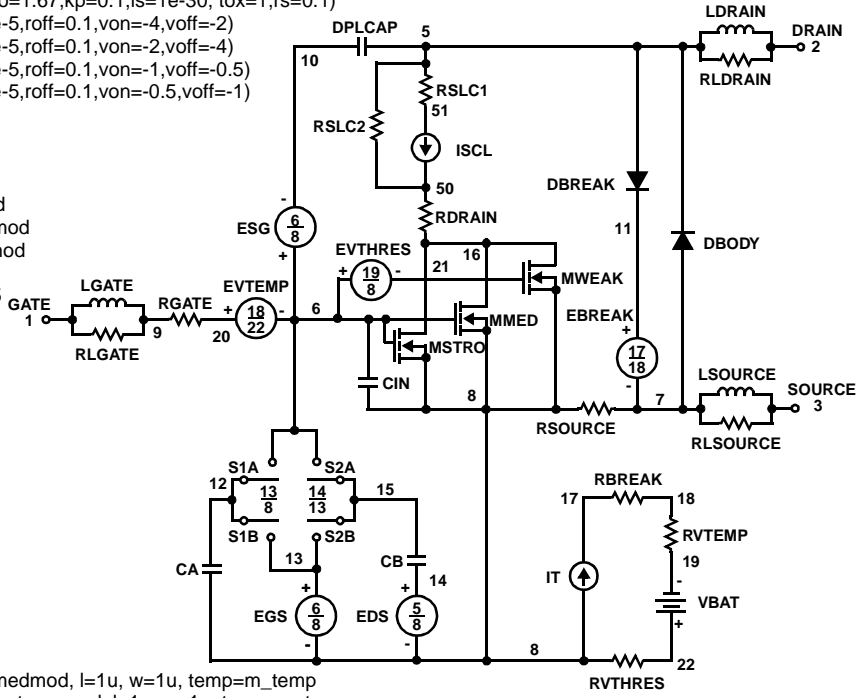 o=1.67,kp=0.1,is=1e-30, tox=1,rs=0.1)
e-5,roff=0.1,von=-4,voff=-2)
e-5,roff=0.1,von=-2,voff=-4)
e-5,roff=0.1,von=-1,voff=-0.5)
e-5,roff=0.1,von=-0.5,voff=-1)
LDRAIN
DPLCAP 5 DRAIN
10 2
RSLC1 RLDRAIN
51
RSLC2
ISCL
50
DBREAK
d
mod
mod
RDRAIN
ESG 6 8
- +
11
DBODY
EVTHRES
16
21
+ 19 8 -
MWEAK
LGATE
EVTEMP
GATE
1
RGATE
+ 18 22 -
6
EBREAK
MMED
+
9
20
RLGATE
MSTRO
17 18
-
LSOURCE
CIN
8
7
SOURCE
3
RSOURCE
RLSOURCE
S1A S2A
12 13 8 14 13 15
S1B S2B
13
RBREAK
17 18
RVTEMP
CA
CB
19
14
IT
-
VBAT
+ +
EGS 6 8 EDS 5 8
- -
+
8
22
RVTHRES
medmod, l=1u, w=1u, temp=m_temp